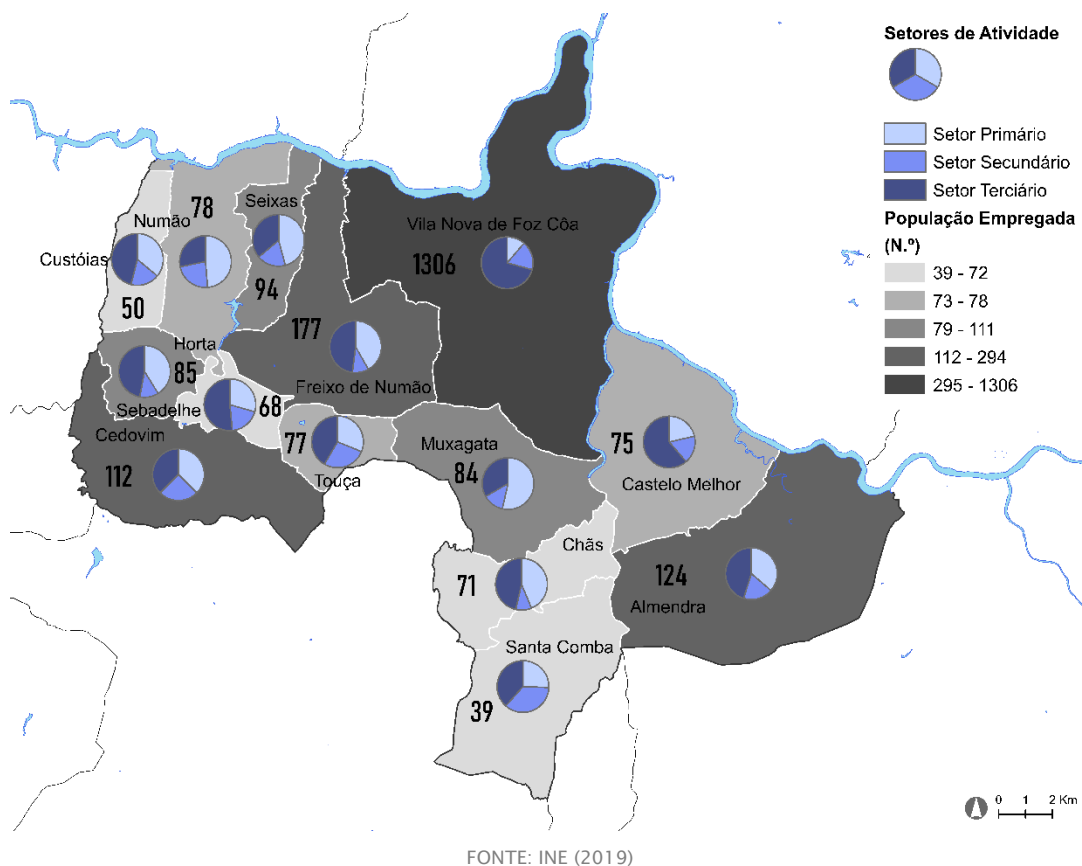 Setores de Atividade
Setor Primário
Setor Secundário
Setor Terciário
População Empregada
(N.º)
39 - 72
73 - 78
79 - 111
112 - 294
295 - 1306
78
Numão
Seixas
Vila Nova de Foz Côa
Custóias
1306
50
94
177
Horta
85
Freixo de Numão
Sebadelhe
68
Cedovim
77
Muxagata
75
112
84
Touça
Castelo Melhor
Chãs
71
124
Almendra
Santa Comba
39
0 1 2 Km
FONTE: INE (2019)